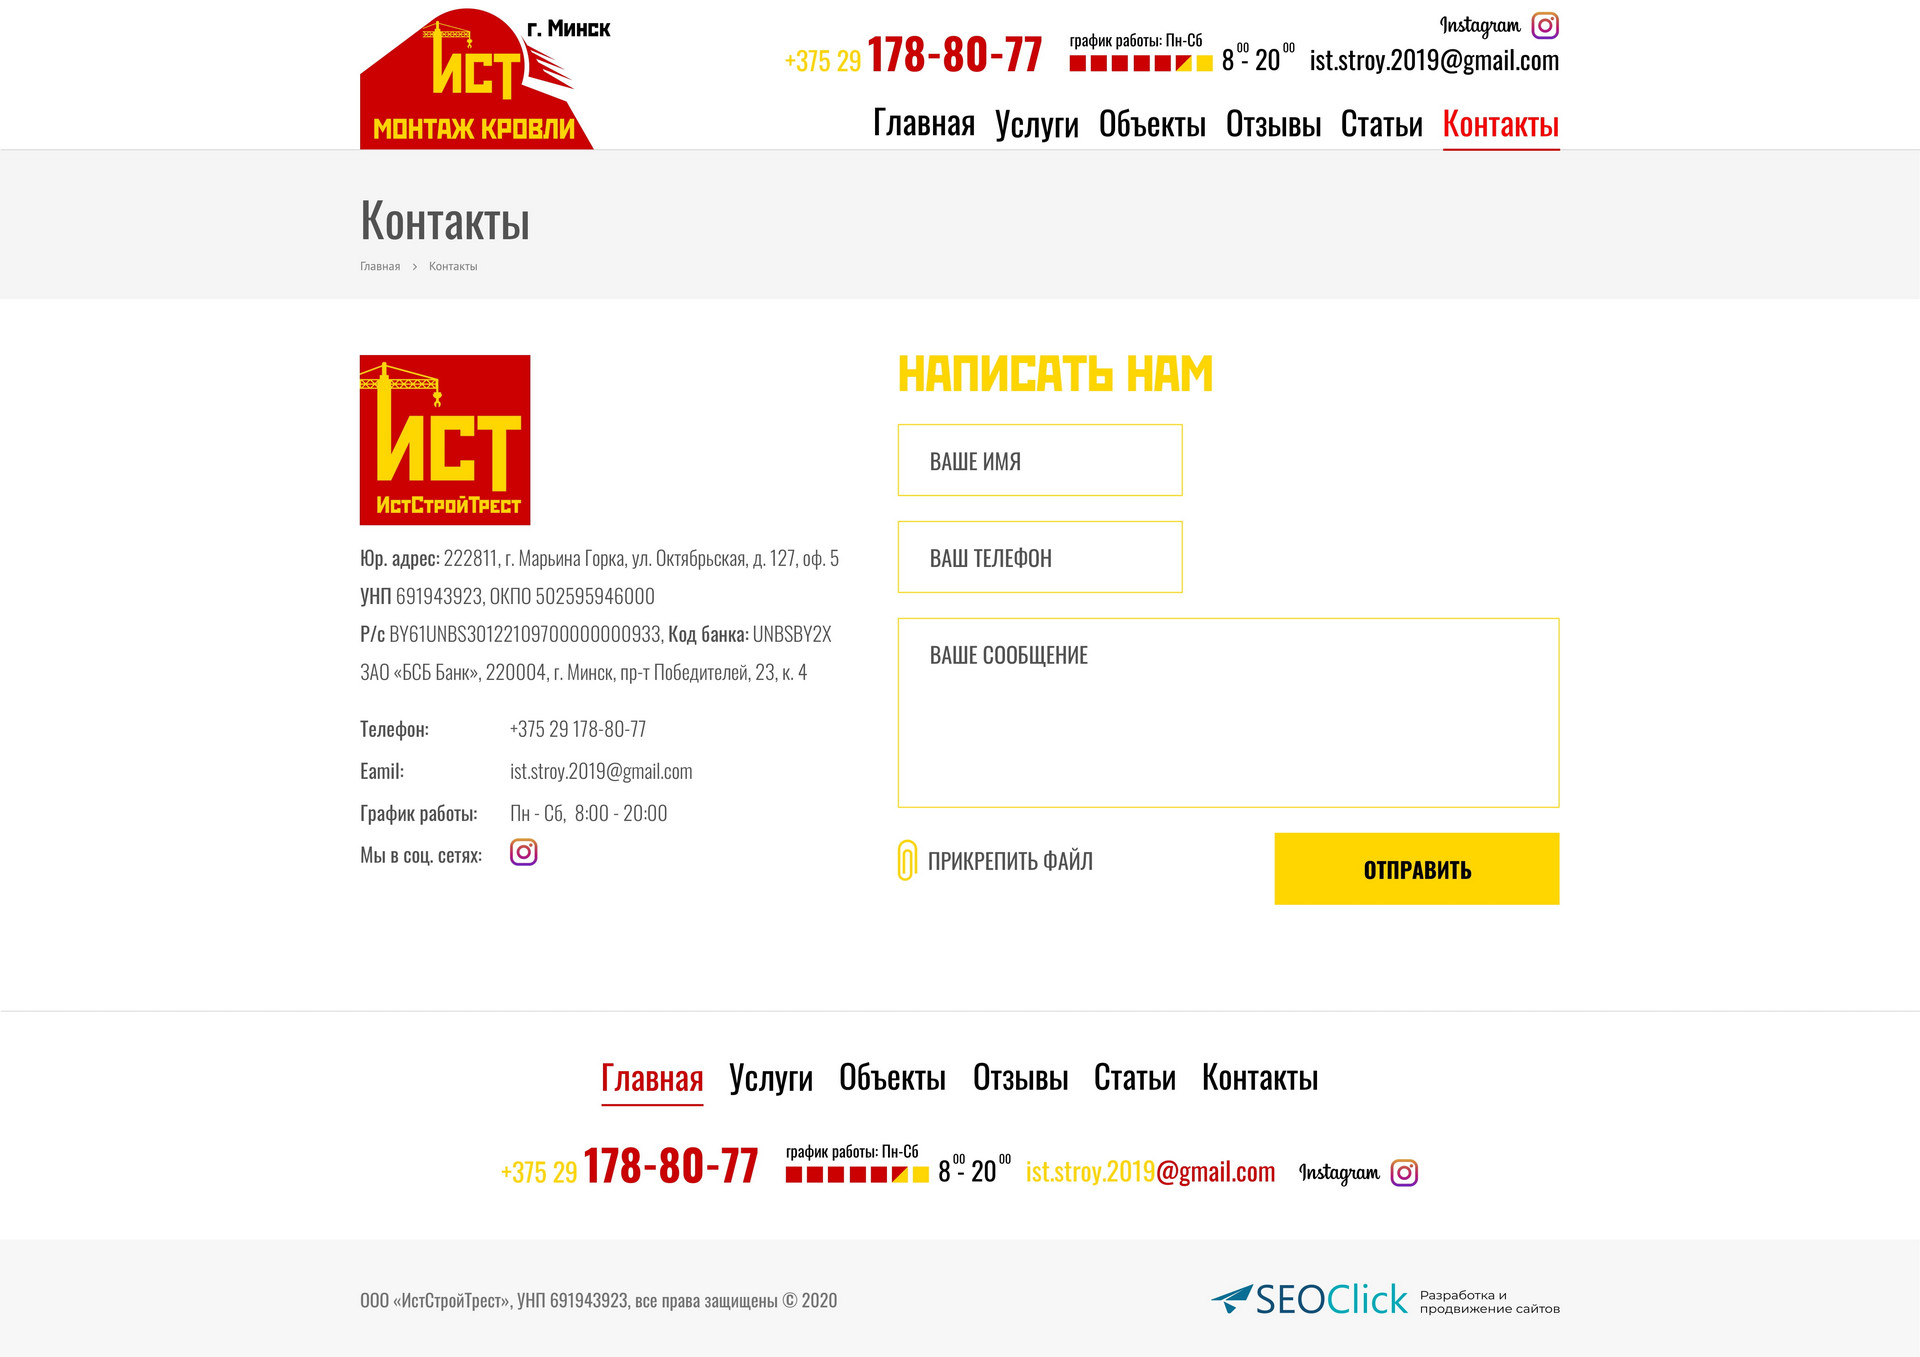 г. Минск
ИСТ
МОНТАЖ КРОВЛИ
+375 29 178-80-77
график работы: Пн-Сб
8 00 - 20 00
Instagram
ist.stroy.2019@gmail.com
Главная Услуги Объекты Отзывы Статьи Контакты
Контакты
Главная > Контакты
ИСТ
ИстСтройТрест
Юр. адрес: 222811, г. Марьина Горка, ул. Октябрьская, д. 127, оф. 5
УНП 691943923, ОКПО 502595946000
Р/с BY61UNBS30122109700000000933, Код банка: UNBSBY2X
ЗАО «БСБ Банк», 220004, г. Минск, пр-т Победителей, 23, к. 4
Телефон: +375 29 178-80-77
Eamil: ist.stroy.2019@gmail.com
График работы: Пн - Сб, 8:00 - 20:00
Мы в соц. сетях:
НАПИСАТЬ НАМ
ВАШЕ ИМЯ
ВАШ ТЕЛЕФОН
ВАШЕ СООБЩЕНИЕ
ПРИКРЕПИТЬ ФАЙЛ
ОТПРАВИТЬ
Главная Услуги Объекты Отзывы Статьи Контакты
+375 29 178-80-77
график работы: Пн-Сб
8 00 - 20 00
ist.stroy.2019@gmail.com
Instagram
ООО «ИстСтройТрест», УНП 691943923, все права защищены © 2020
SEOClick
Разработка и
продвижение сайтов